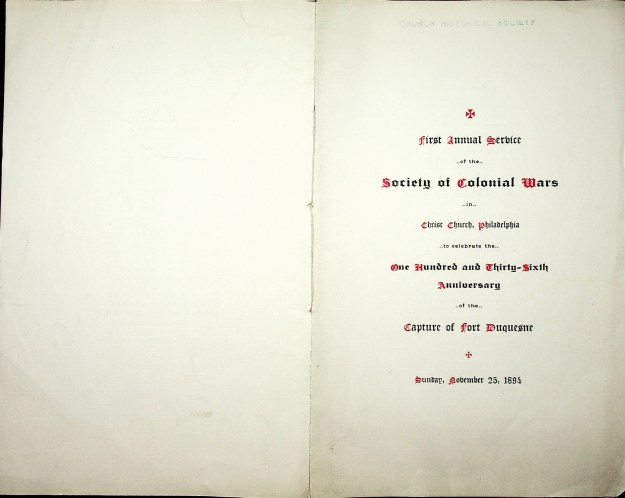 First Annual Service
..of the..
Society of Colonial Wars
..in..
Christ Church, Philadelphia
..to celebrate the..
One Hundred and Thirty-Sixth
Anniversary
..of the..
Capture of Fort Duquesne
Sunday, November 25, 1894